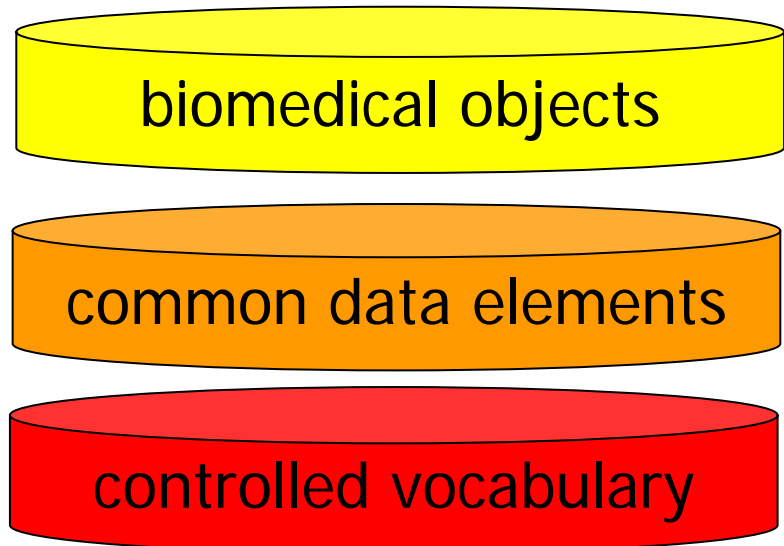 biomedical objects
common data elements
controlled vocabulary